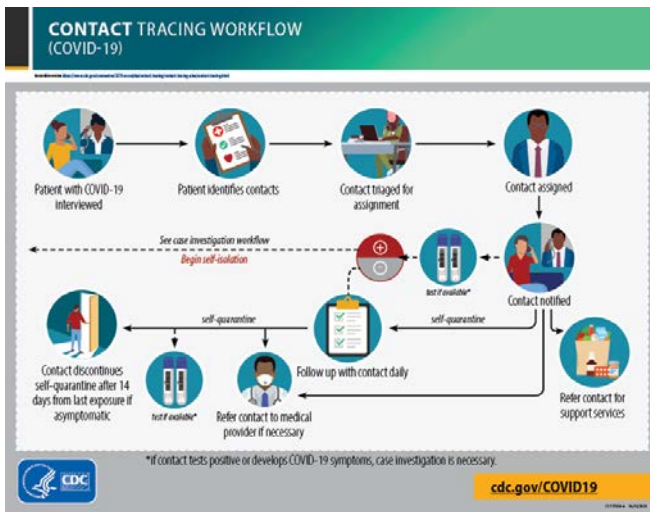 CONTACT TRACING WORKFLOW
(COVID-19)
Patient with COVID-19
interviewed
Patient identifies contacts
Contact triaged for
assignment
Contact assigned
See case investigation workflow
Begin self-isolation
+
−
test if available*
Contact notified
self-quarantine
self-quarantine
Contact discontinues
self-quarantine after 14
days from last exposure if
asymptomatic
test if available*
Refer contact to medical
provider if necessary
Follow up with contact daily
Refer contact for
support services
*if contact tests positive or develops COVID-19 symptoms, case investigation is necessary.
CDC
cdc.gov/COVID19